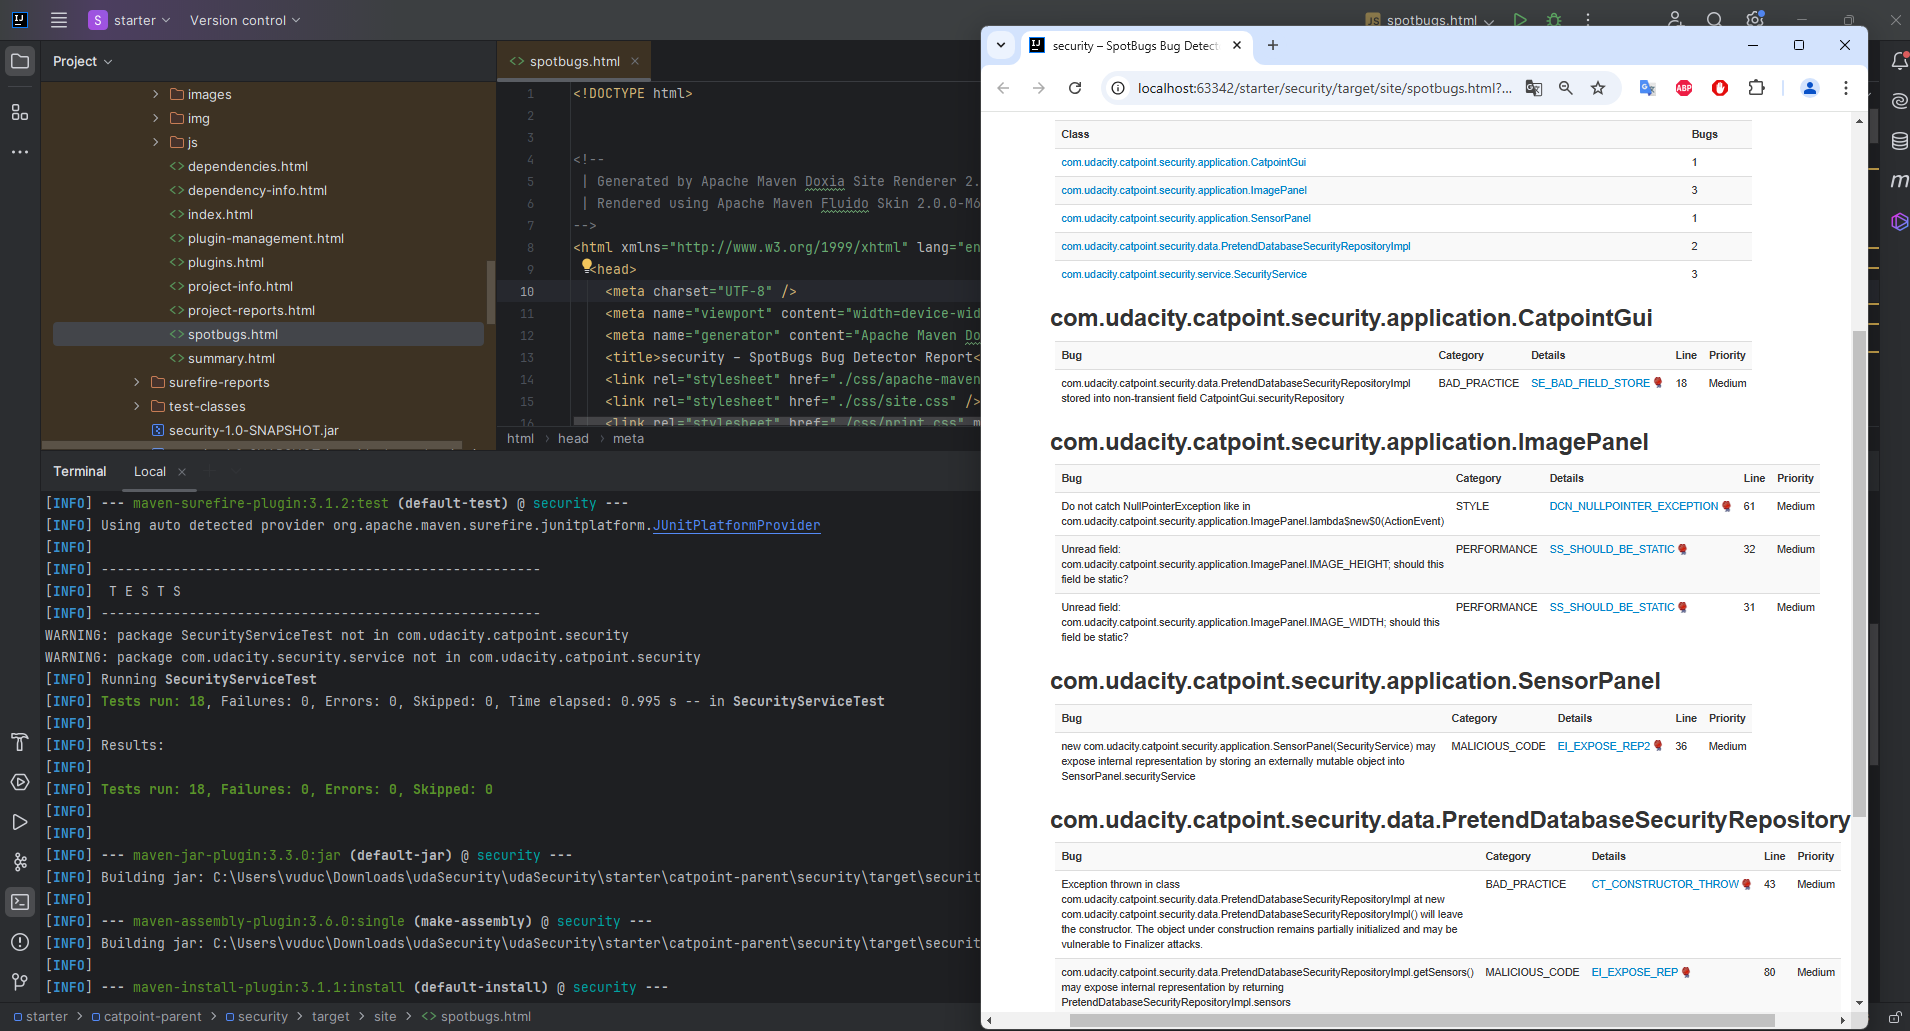 S starter
Version control
spotbugs.html
Project
images
img
js
dependencies.html
dependency-info.html
index.html
plugin-management.html
plugins.html
project-info.html
project-reports.html
spotbugs.html
summary.html
surefire-reports
test-classes
security-1.0-SNAPSHOT.jar
spotbugs.html
1 <!DOCTYPE html>
2
3
4 <!--
5 | Generated by Apache Maven Doxia Site Renderer 2.
6 | Rendered using Apache Maven Fluido Skin 2.0.0-M6
7 -->
8 <html xmlns="http://www.w3.org/1999/xhtml" lang="en
9 <head>
10 <meta charset="UTF-8" />
11 <meta name="viewport" content="width=device-wid
12 <meta name="generator" content="Apache Maven Do
13 <title>security – SpotBugs Bug Detector Report<
14 <link rel="stylesheet" href="./css/apache-maven
15 <link rel="stylesheet" href="./css/site.css" />
16 <link rel="stylesheet" href="./css/print.css" m
html > head > meta
Terminal Local
[INFO] --- maven-surefire-plugin:3.1.2:test (default-test) @ security ---
[INFO] Using auto detected provider org.apache.maven.surefire.junitplatform.JUnitPlatformProvider
[INFO]
[INFO] -------------------------------------------------------
[INFO]  T E S T S
[INFO] -------------------------------------------------------
WARNING: package SecurityServiceTest not in com.udacity.catpoint.security
WARNING: package com.udacity.security.service not in com.udacity.catpoint.security
[INFO] Running SecurityServiceTest
[INFO] Tests run: 18, Failures: 0, Errors: 0, Skipped: 0, Time elapsed: 0.995 s -- in SecurityServiceTest
[INFO]
[INFO] Results:
[INFO]
[INFO] Tests run: 18, Failures: 0, Errors: 0, Skipped: 0
[INFO]
[INFO]
[INFO] --- maven-jar-plugin:3.3.0:jar (default-jar) @ security ---
[INFO] Building jar: C:\Users\vuduc\Downloads\udaSecurity\udaSecurity\starter\catpoint-parent\security\target\securit
[INFO]
[INFO] --- maven-assembly-plugin:3.6.0:single (make-assembly) @ security ---
[INFO] Building jar: C:\Users\vuduc\Downloads\udaSecurity\udaSecurity\starter\catpoint-parent\security\target\securit
[INFO]
[INFO] --- maven-install-plugin:3.1.1:install (default-install) @ security ---
starter > catpoint-parent > security > target > site > spotbugs.html
security – SpotBugs Bug Detect
localhost:63342/starter/security/target/site/spotbugs.html?...
ABP
Class Bugs
com.udacity.catpoint.security.application.CatpointGui 1
com.udacity.catpoint.security.application.ImagePanel 3
com.udacity.catpoint.security.application.SensorPanel 1
com.udacity.catpoint.security.data.PretendDatabaseSecurityRepositoryImpl 2
com.udacity.catpoint.security.service.SecurityService 3
com.udacity.catpoint.security.application.CatpointGui
Bug Category Details Line Priority
com.udacity.catpoint.security.data.PretendDatabaseSecurityRepositoryImpl BAD_PRACTICE SE_BAD_FIELD_STORE 18 Medium
stored into non-transient field CatpointGui.securityRepository
com.udacity.catpoint.security.application.ImagePanel
Bug Category Details Line Priority
Do not catch NullPointerException like in STYLE DCN_NULLPOINTER_EXCEPTION 61 Medium
com.udacity.catpoint.security.application.ImagePanel.lambda$new$0(ActionEvent)
Unread field: PERFORMANCE SS_SHOULD_BE_STATIC 32 Medium
com.udacity.catpoint.security.application.ImagePanel.IMAGE_HEIGHT; should this
field be static?
Unread field: PERFORMANCE SS_SHOULD_BE_STATIC 31 Medium
com.udacity.catpoint.security.application.ImagePanel.IMAGE_WIDTH; should this
field be static?
com.udacity.catpoint.security.application.SensorPanel
Bug Category Details Line Priority
new com.udacity.catpoint.security.application.SensorPanel(SecurityService) may MALICIOUS_CODE EI_EXPOSE_REP2 36 Medium
expose internal representation by storing an externally mutable object into
SensorPanel.securityService
com.udacity.catpoint.security.data.PretendDatabaseSecurityRepository
Bug Category Details Line Priority
Exception thrown in class BAD_PRACTICE CT_CONSTRUCTOR_THROW 43 Medium
com.udacity.catpoint.security.data.PretendDatabaseSecurityRepositoryImpl at new
com.udacity.catpoint.security.data.PretendDatabaseSecurityRepositoryImpl() will leave
the constructor. The object under construction remains partially initialized and may be
vulnerable to Finalizer attacks.
com.udacity.catpoint.security.data.PretendDatabaseSecurityRepositoryImpl.getSensors() MALICIOUS_CODE EI_EXPOSE_REP 80 Medium
may expose internal representation by returning
PretendDatabaseSecurityRepositoryImpl.sensors